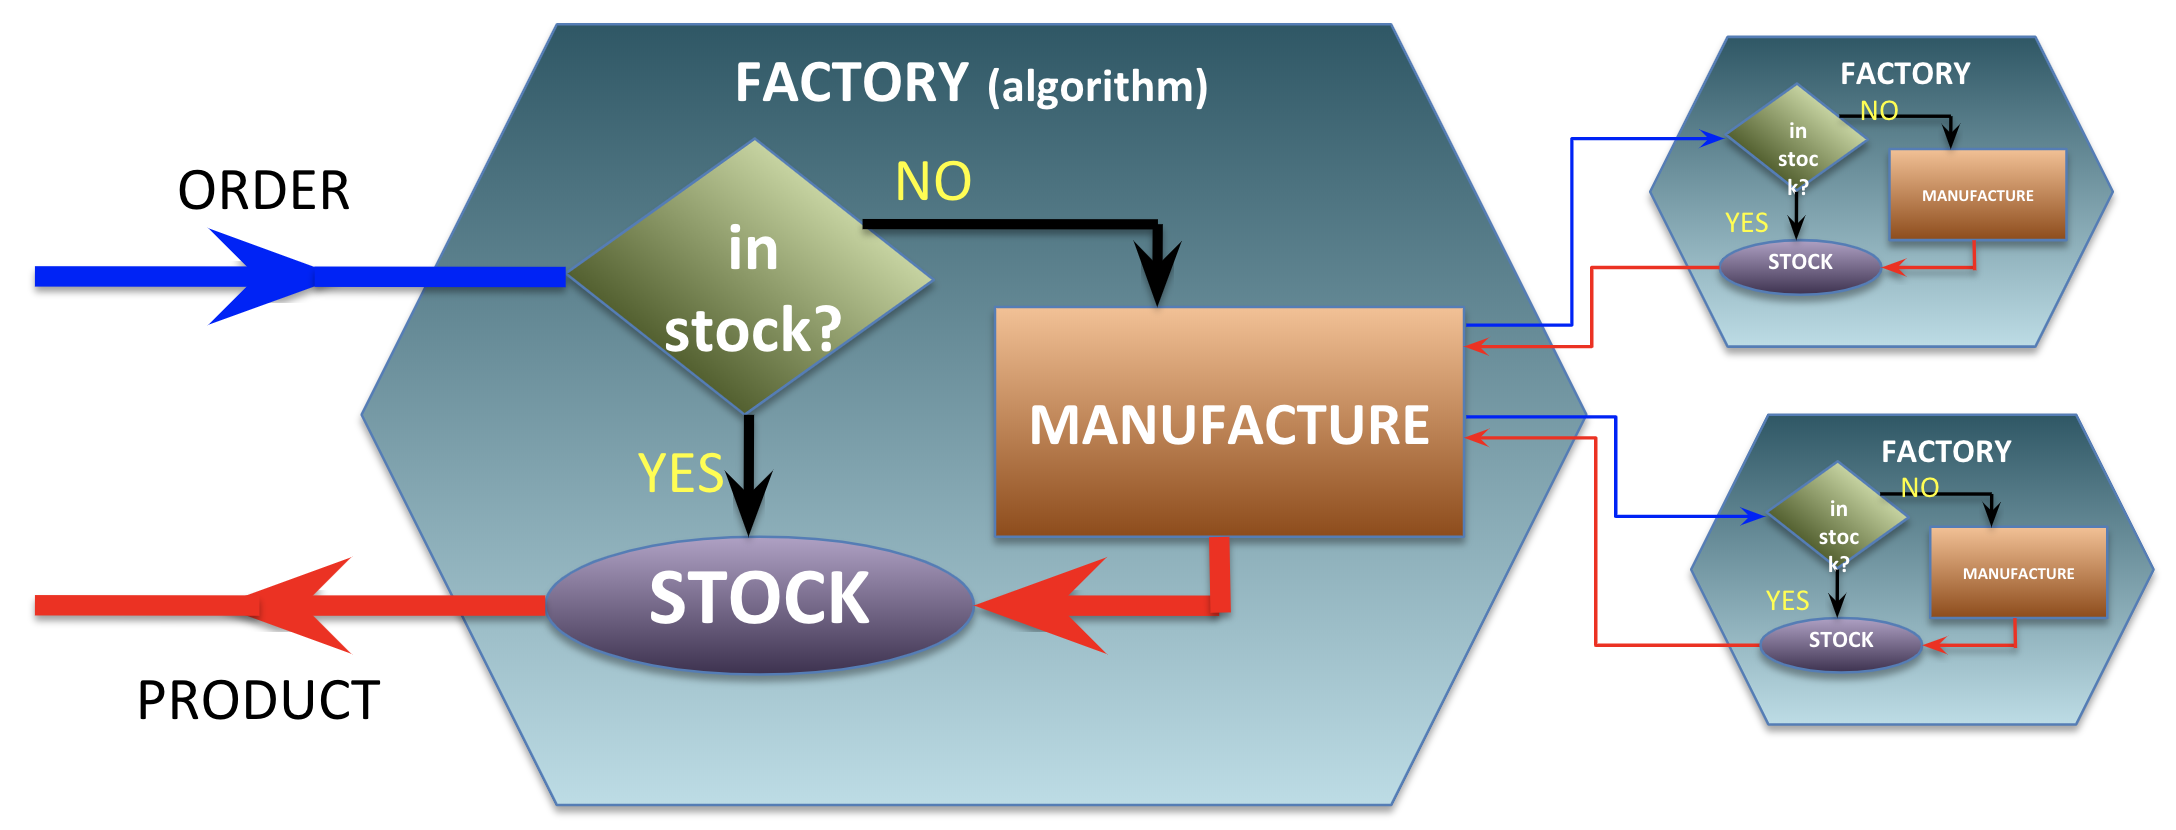 FACTORY (algorithm)
ORDER
in
stock?
NO
YES
MANUFACTURE
STOCK
PRODUCT
FACTORY
NO
in
stoc
k?
MANUFACTURE
YES
STOCK
FACTORY
NO
in
stoc
k?
MANUFACTURE
YES
STOCK